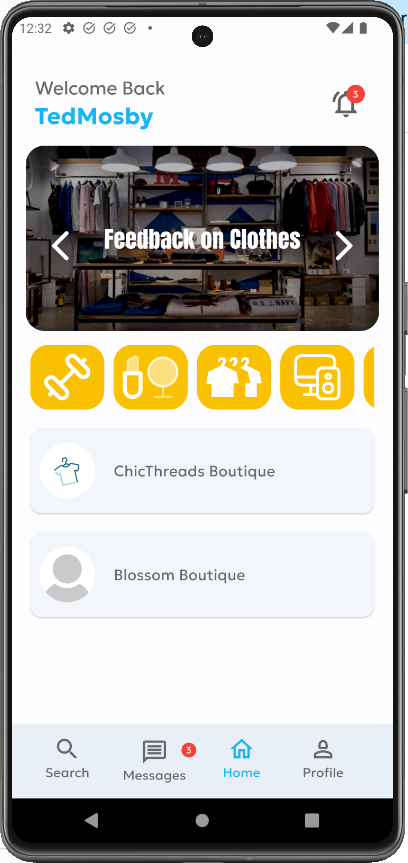 12:32
Welcome Back
TedMosby
3
Feedback on Clothes
ChicThreads Boutique
Blossom Boutique
3
Search
Messages
Home
Profile